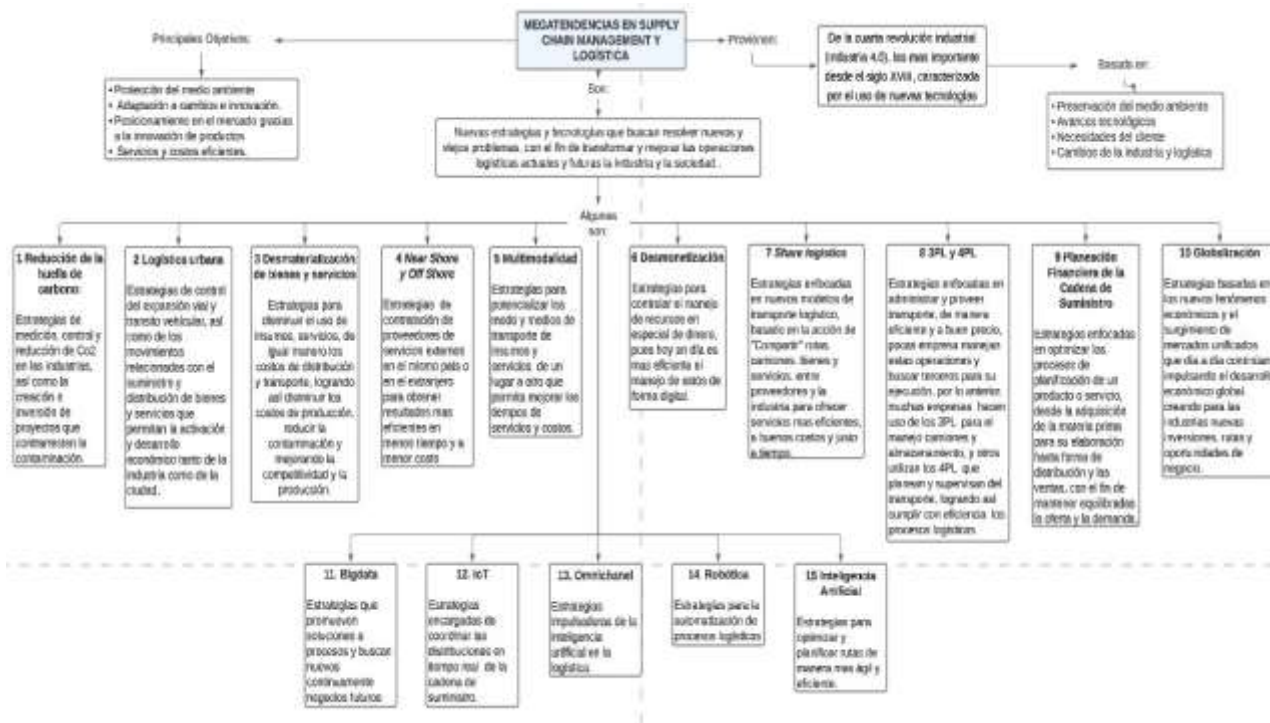 MEGATENDENCIAS EN SUPPLY
CHAIN MANAGEMENT Y
LOGÍSTICA
Principales Objetivos:
• Protección del medio ambiente
• Adaptación a cambios e innovación.
• Posicionamiento en el mercado gracias
a la innovación de productos
• Servicios y costos eficientes.
Provienen:
De la cuarta revolución industrial
(Industria 4.0). las mas importante
desde el siglo XVIII, caracterizada
por el uso de nuevas tecnologías
Basada en:
• Preservación del medio ambiente
• Avances tecnológicos
• Necesidades del cliente
• Cambios de la industria y logística
Son:
Nuevas estrategias y tecnologías que buscan resolver nuevos y
viejos problemas, con el fin de transformar y mejorar las operaciones
logísticas actuales y futuras la industria y la sociedad.
Algunas
son:
1 Reducción de la
huella de
carbono
Estrategias de
medición, control y
reducción de Co2
en las industrias,
así como la
creación e
inversión de
proyectos que
contrarresten la
contaminación.
2 Logística urbana
Estrategias de control
del expansión vial y
transito vehícular, así
como de los
movimientos
relacionados con el
suministro y
distribución de bienes
y servicios que
permitan la activación
y desarrollo
económico tanto de la
industria como de la
ciudad.
3 Desmaterialización
de bienes y servicios
Estrategias para
disminuir el uso de
insumos, servicios, de
igual manera los
costos de distribución
y transporte, logrando
así disminuir los
costos de producción,
reducir la
contaminación y
mejorando la
competitividad y la
producción.
4 Near Shore
y Off Shore
Estrategias de
contratación de
proveedores de
servicios externos
en el mismo país o
en el extranjero
para obtener
resultados mas
eficientes en
menor tiempo y a
menor costo
5 Multimodalidad
Estrategias para
potencializar los
modo y medios de
transporte de
insumos y
servicios, de un
lugar a otro que
permita mejorar los
tiempos de
servicios y costos.
6 Desmonetización
Estrategias para
controlar el manejo
de recursos en
especial de dinero,
pues hoy en día es
mas eficiente el
manejo de estos de
forma digital.
7 Share logístico
Estrategias enfocadas
en nuevos modelos de
transporte logístico,
basado en la acción de
"Compartir" rutas,
camiones, bienes y
servicios, entre
proveedores y la
industria para ofrecer
servicios mas eficientes,
a buenos costos y justo
a tiempo.
8 3PL y 4PL
Estrategias enfocadas en
administrar y proveer
transporte, de manera
eficiente y a buen precio,
pocas empresa manejan
estas operaciones y
buscar terceros para su
ejecución, por lo anterior
muchas empresas hacen
uso de los 3PL para el
manejo camiones y
almacenamiento, y otros
utilizan los 4PL que
planean y supervisan del
transporte, logrando así
cumplir con eficiencia los
procesos logísticos.
9 Planeación
Financiera de la
Cadena de
Suministro
Estrategias enfocados
en optimizar los
procesos de
planificación de un
producto o servicio,
desde la adquisición
de la materia prima
para su elaboración
hasta forma de
distribución y las
ventas, con el fin de
mantener equilibradas
la oferta y la demanda.
10 Globalización
Estrategias basadas en
los nuevos fenómenos
económicos y el
surgimiento de
mercados unificados
que día a día continúan
impulsando el desarrollo
económico global
creando para las
industrias nuevas
inversiones, rutas y
oportunidades de
negocio.
11. Bigdata
Estrategias que
promueven
soluciones a
procesos y buscan
nuevos
continuamente
negocios futuros
12. IoT
Estrategias
encargadas de
coordinar las
distribuciones en
tiempo real de la
cadena de
suministro.
13. Omnichanel
Estrategias
impulsadoras de la
inteligencia
artificial en la
logística.
14. Robótica
Estrategias para la
automatización de
procesos logísticos
15 Inteligencia
Artificial
Estrategias para
optimizar y
planificar rutas de
manera mas ágil y
eficiente.